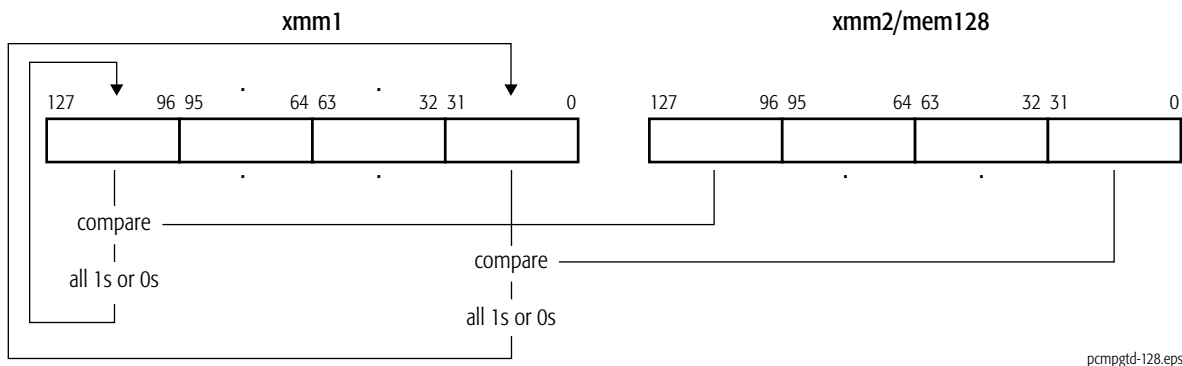 xmm1 xmm2/mem128
. .
127 96 95 64 63 32 31 0 127 96 95 64 63 32 31 0
. . . .
compare
compare
all 1s or 0s
all 1s or 0s
pcmpgtd-128.eps